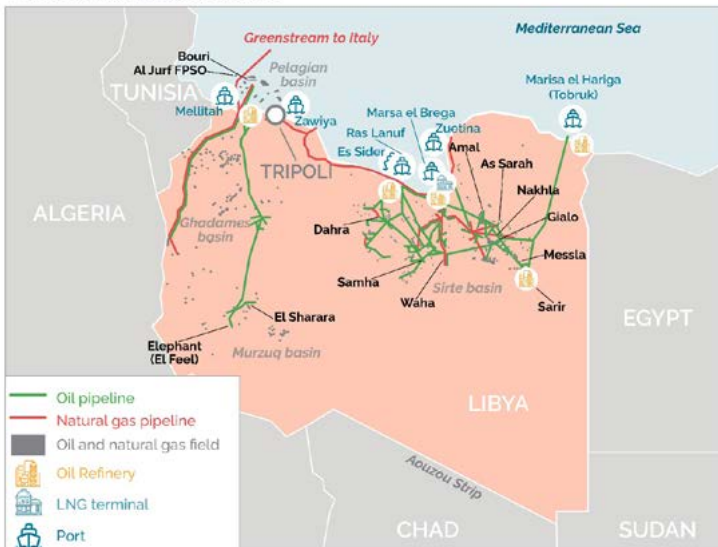 Greenstream to Italy
Mediterranean Sea
Bouri
Al Jurf FPSO
Pelagian
basin
TUNISIA
Mellitah
Zawiya
TRIPOLI
Marisa el Hariga
(Tobruk)
Marsa el Brega
Zuotina
Ras Lanuf
Es Sider
Amal
As Sarah
Nakhla
Gialo
Messla
ALGERIA
Ghadames
basin
Dahra
Samha
Waha
Sirte basin
Sarir
EGYPT
El Sharara
Elephant
(El Feel)
Murzuq basin
LIBYA
Aouzou Strip
CHAD
SUDAN
Oil pipeline
Natural gas pipeline
Oil and natural gas field
Oil Refinery
LNG terminal
Port